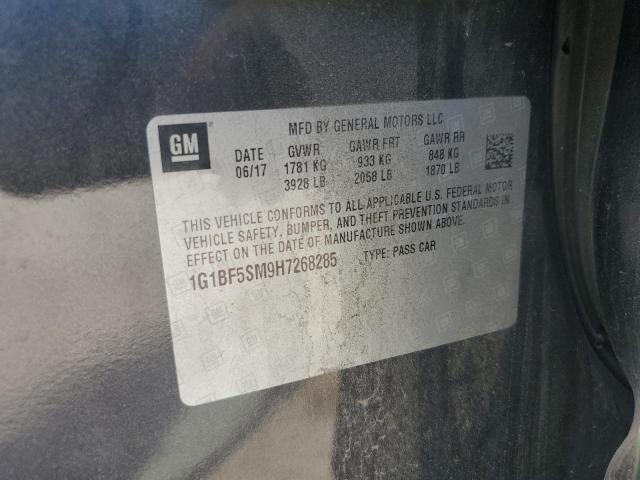 GM
MFD BY GENERAL MOTORS LLC
DATE GVWR GAWR FRT GAWR RR
06/17 1781 KG 933 KG 848 KG
3928 LB 2058 LB 1870 LB
THIS VEHICLE CONFORMS TO ALL APPLICABLE U.S. FEDERAL MOTOR
VEHICLE SAFETY, BUMPER, AND THEFT PREVENTION STANDARDS IN
EFFECT ON THE DATE OF MANUFACTURE SHOWN ABOVE.
1G1BF5SM9H7268285 TYPE: PASS CAR